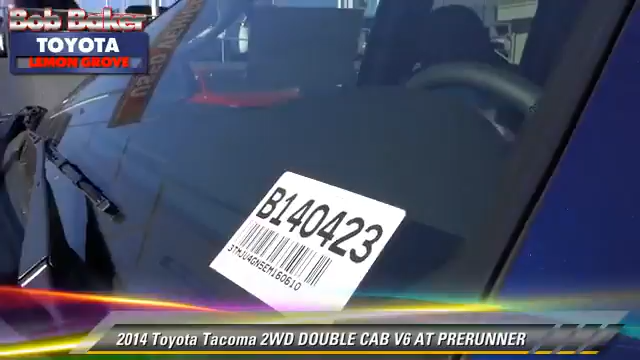 Bob Baker
TOYOTA
LEMON GROVE
B140423
3TMJU4GN5EM160610
2014 Toyota Tacoma 2WD DOUBLE CAB V6 AT PRERUNNER